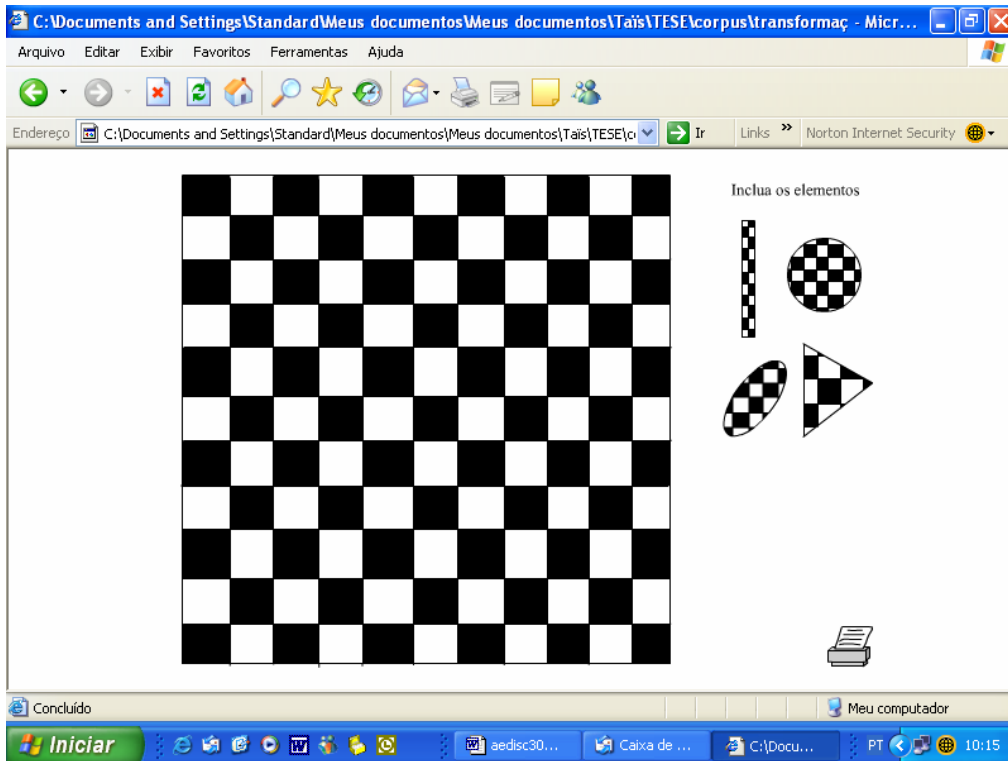 C:\Documents and Settings\Standard\Meus documentos\Meus documentos\Taïs\TESE\corpus\transformaç - Micr...
Arquivo Editar Exibir Favoritos Ferramentas Ajuda
Endereço C:\Documents and Settings\Standard\Meus documentos\Meus documentos\Taïs\TESE\c Ir Links » Norton Internet Security
Inclua os elementos
Concluído Meu computador
Iniciar W aedisc30... Caixa de ... C:\Docu... PT 10:15